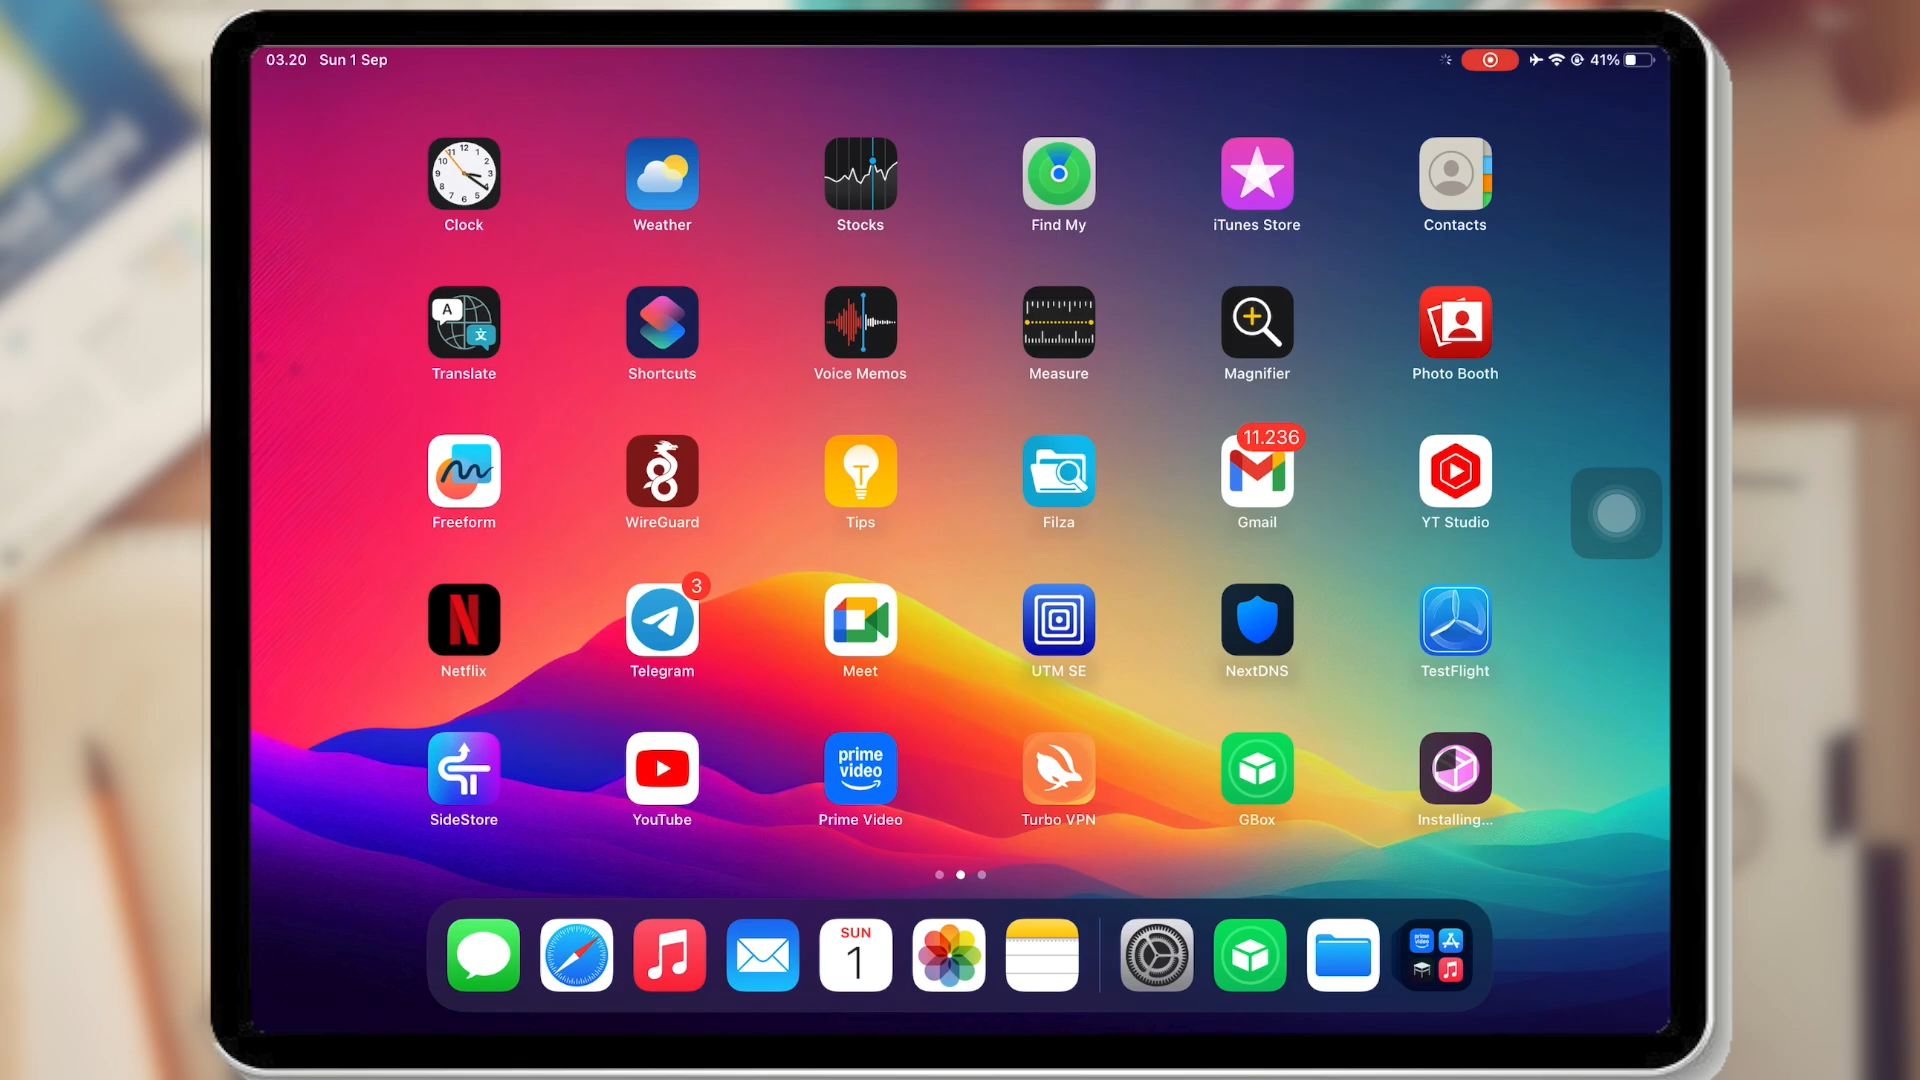 03.20 Sun 1 Sep
41%
Clock Weather Stocks Find My iTunes Store Contacts
Translate Shortcuts Voice Memos Measure Magnifier Photo Booth
11.236
Freeform WireGuard Tips Filza Gmail YT Studio
3
Netflix Telegram Meet UTM SE NextDNS TestFlight
prime
video
SideStore YouTube Prime Video Turbo VPN GBox Installing...
SUN
1